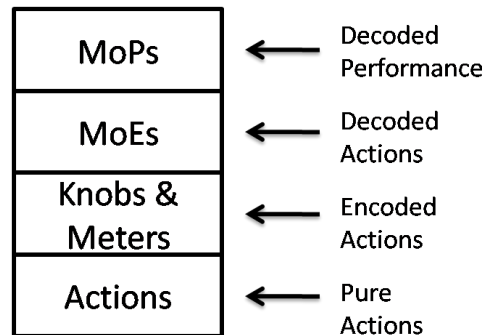 MoPs
Decoded
Performance
MoEs
Decoded
Actions
Knobs &
Meters
Encoded
Actions
Actions
Pure
Actions